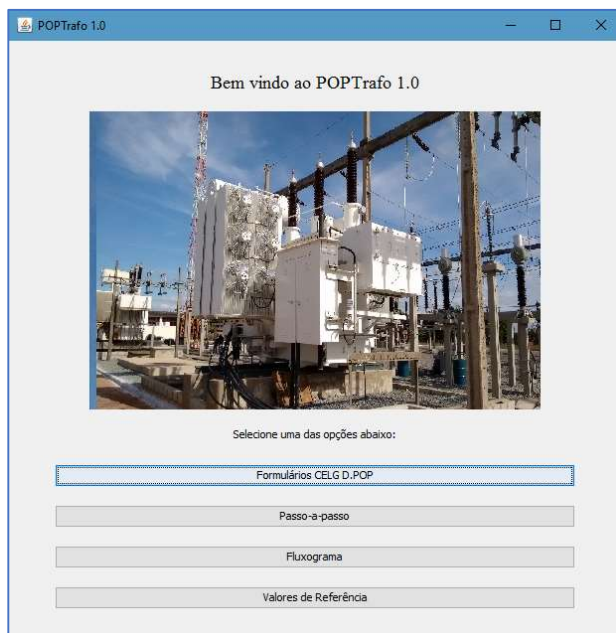 POPTrafo 1.0
Bem vindo ao POPTrafo 1.0
Selecione uma das opções abaixo:
Formulários CELG D.POP
Passo-a-passo
Fluxograma
Valores de Referência